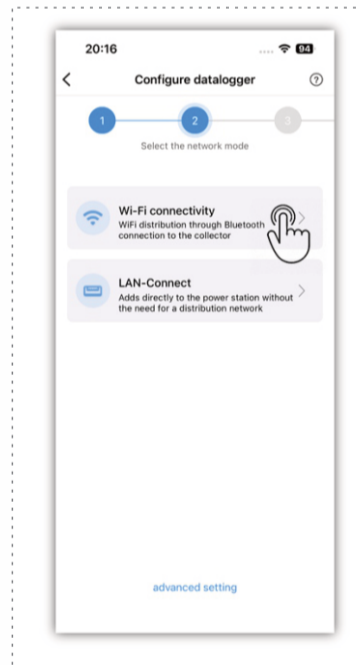 20:16
94
Configure datalogger
?
1
2
3
Select the network mode
Wi-Fi connectivity
WiFi distribution through Bluetooth
connection to the collector
LAN-Connect
Adds directly to the power station without
the need for a distribution network
advanced setting